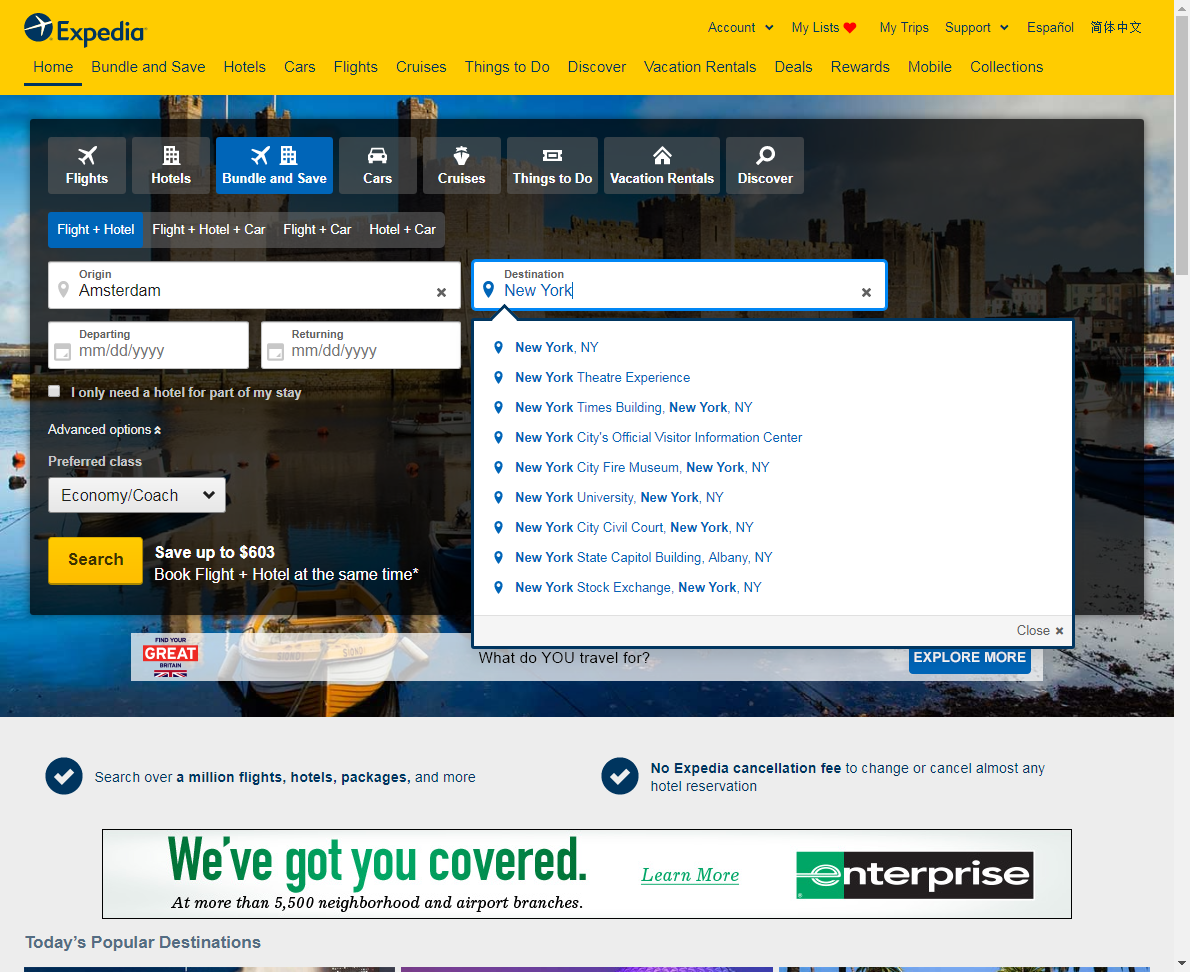 Expedia
Account My Lists My Trips Support Español 简体中文
Home Bundle and Save Hotels Cars Flights Cruises Things to Do Discover Vacation Rentals Deals Rewards Mobile Collections
Flights Hotels Bundle and Save Cars Cruises Things to Do Vacation Rentals Discover
Flight + Hotel Flight + Hotel + Car Flight + Car Hotel + Car
Origin
Amsterdam
Destination
New York
Departing
mm/dd/yyyy
Returning
mm/dd/yyyy
I only need a hotel for part of my stay
Advanced options
Preferred class
Economy/Coach
Search
Save up to $603
Book Flight + Hotel at the same time*
New York, NY
New York Theatre Experience
New York Times Building, New York, NY
New York City's Official Visitor Information Center
New York City Fire Museum, New York, NY
New York University, New York, NY
New York City Civil Court, New York, NY
New York State Capitol Building, Albany, NY
New York Stock Exchange, New York, NY
Close
FIND YOUR
GREAT
BRITAIN
What do YOU travel for?
EXPLORE MORE
Search over a million flights, hotels, packages, and more
No Expedia cancellation fee to change or cancel almost any
hotel reservation
We've got you covered.
At more than 5,500 neighborhood and airport branches.
Learn More
enterprise
Today's Popular Destinations